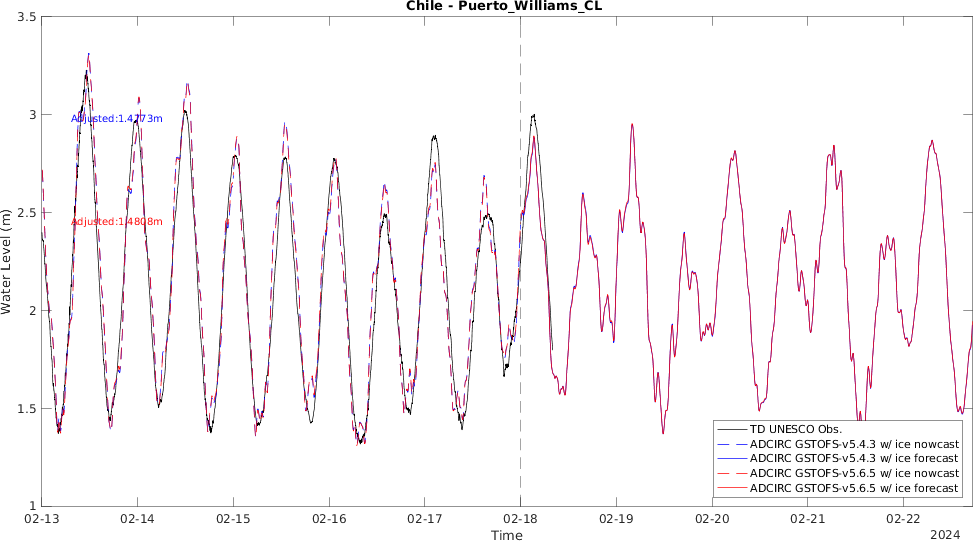 Chile - Puerto_Williams_CL
3.5
3
2.5
2
1.5
1
Water Level (m)
Adjusted:1.4773m
Adjusted:1.4808m
TD UNESCO Obs.
ADCIRC GSTOFS-v5.4.3 w/ ice nowcast
ADCIRC GSTOFS-v5.4.3 w/ ice forecast
ADCIRC GSTOFS-v5.6.5 w/ ice nowcast
ADCIRC GSTOFS-v5.6.5 w/ ice forecast
02-13 02-14 02-15 02-16 02-17 02-18 02-19 02-20 02-21 02-22
Time
2024